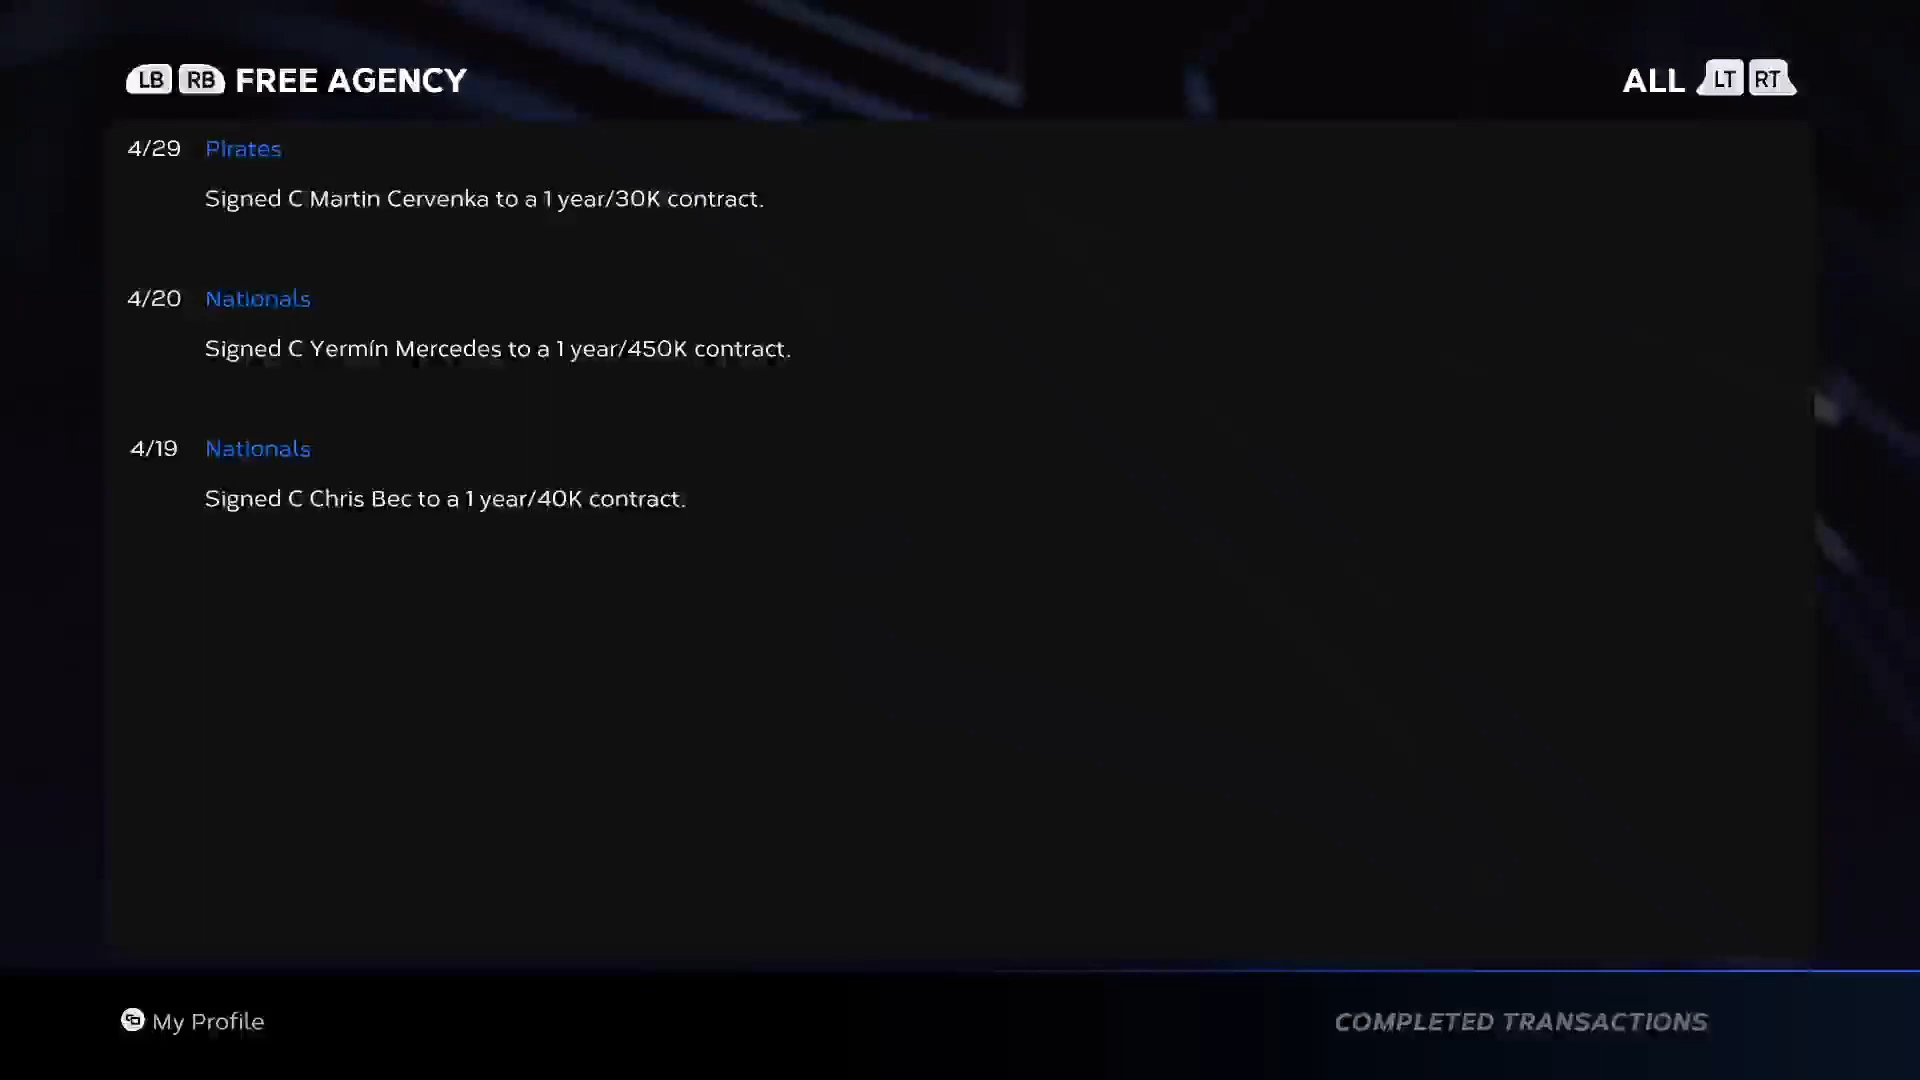 LB RB FREE AGENCY
ALL LT RT
4/29 Pirates
Signed C Martin Cervenka to a 1 year/30K contract.
4/20 Nationals
Signed C Yermín Mercedes to a 1 year/450K contract.
4/19 Nationals
Signed C Chris Bec to a 1 year/40K contract.
My Profile
COMPLETED TRANSACTIONS